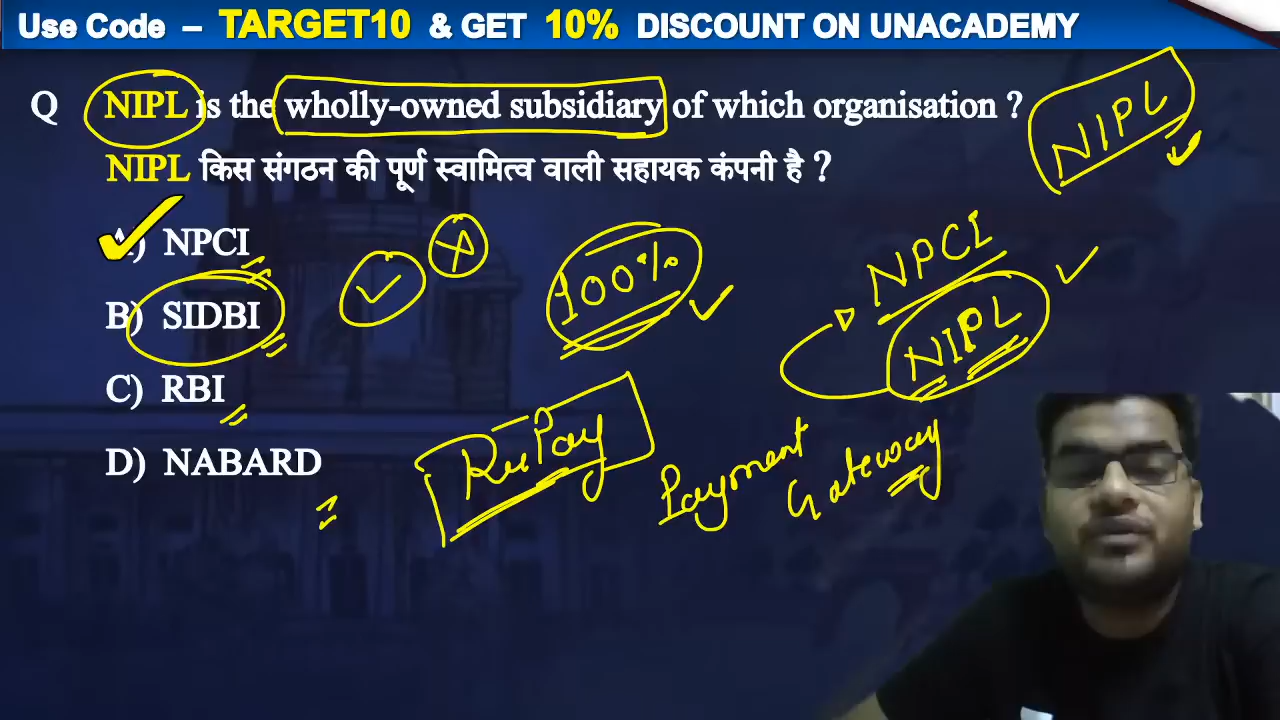 Use Code – TARGET10 & GET 10% DISCOUNT ON UNACADEMY
Q NIPL is the wholly-owned subsidiary of which organisation ?
NIPL किस संगठन की पूर्ण स्वामित्व वाली सहायक कंपनी है ?
NIPL
A) NPCI
B) SIDBI
C) RBI
D) NABARD
100%
NPCI
NIPL
RuPay
Payment
Gateway